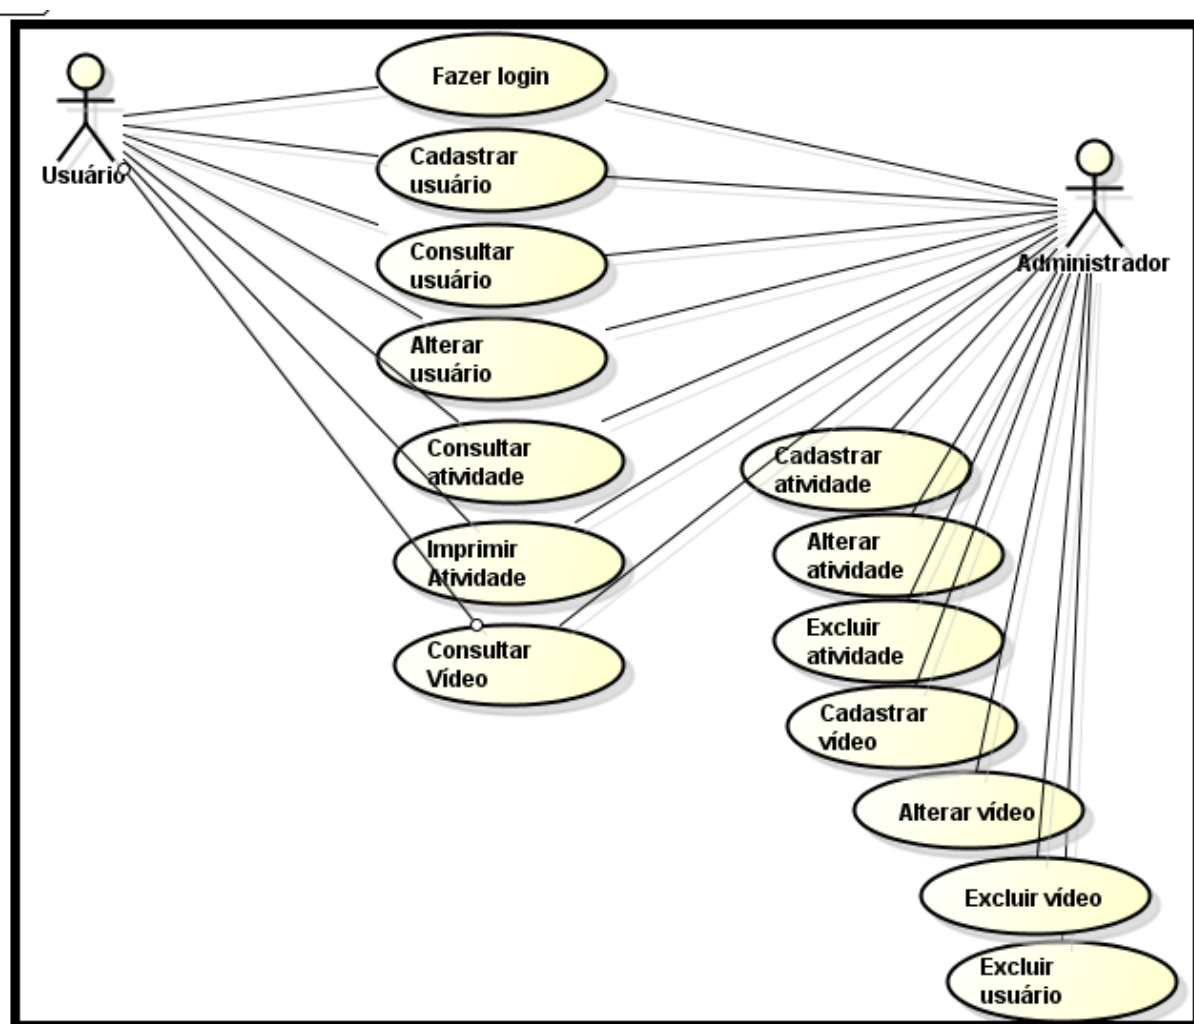 Fazer login
Usuário
Cadastrar
usuário
Consultar
usuário
Administrador
Alterar
usuário
Consultar
atividade
Cadastrar
atividade
Imprimir
Atividade
Alterar
atividade
Consultar
Vídeo
Excluir
atividade
Cadastrar
vídeo
Alterar vídeo
Excluir vídeo
Excluir
usuário